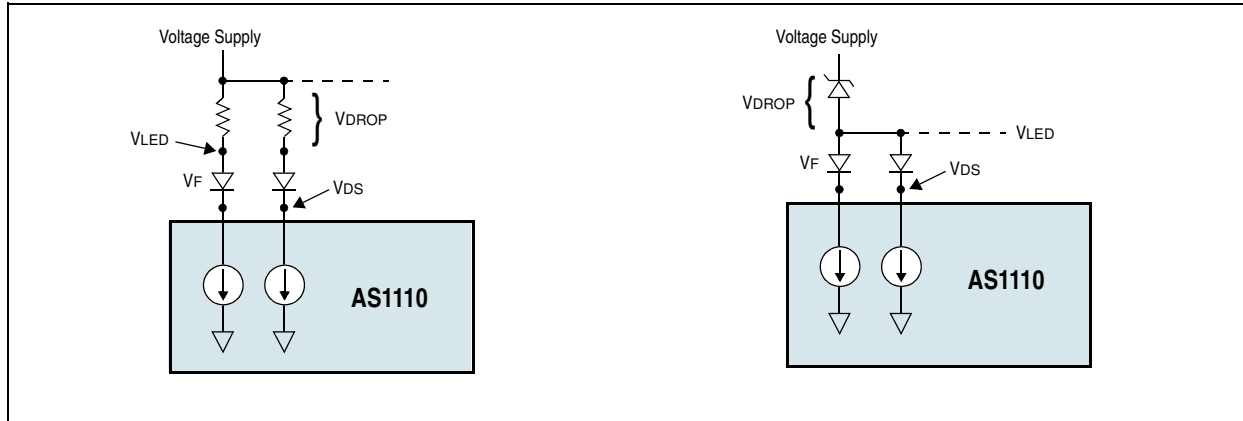 Voltage Supply
VDROP
VLED
VF
VDS
AS1110
Voltage Supply
VDROP
VLED
VF
VDS
AS1110